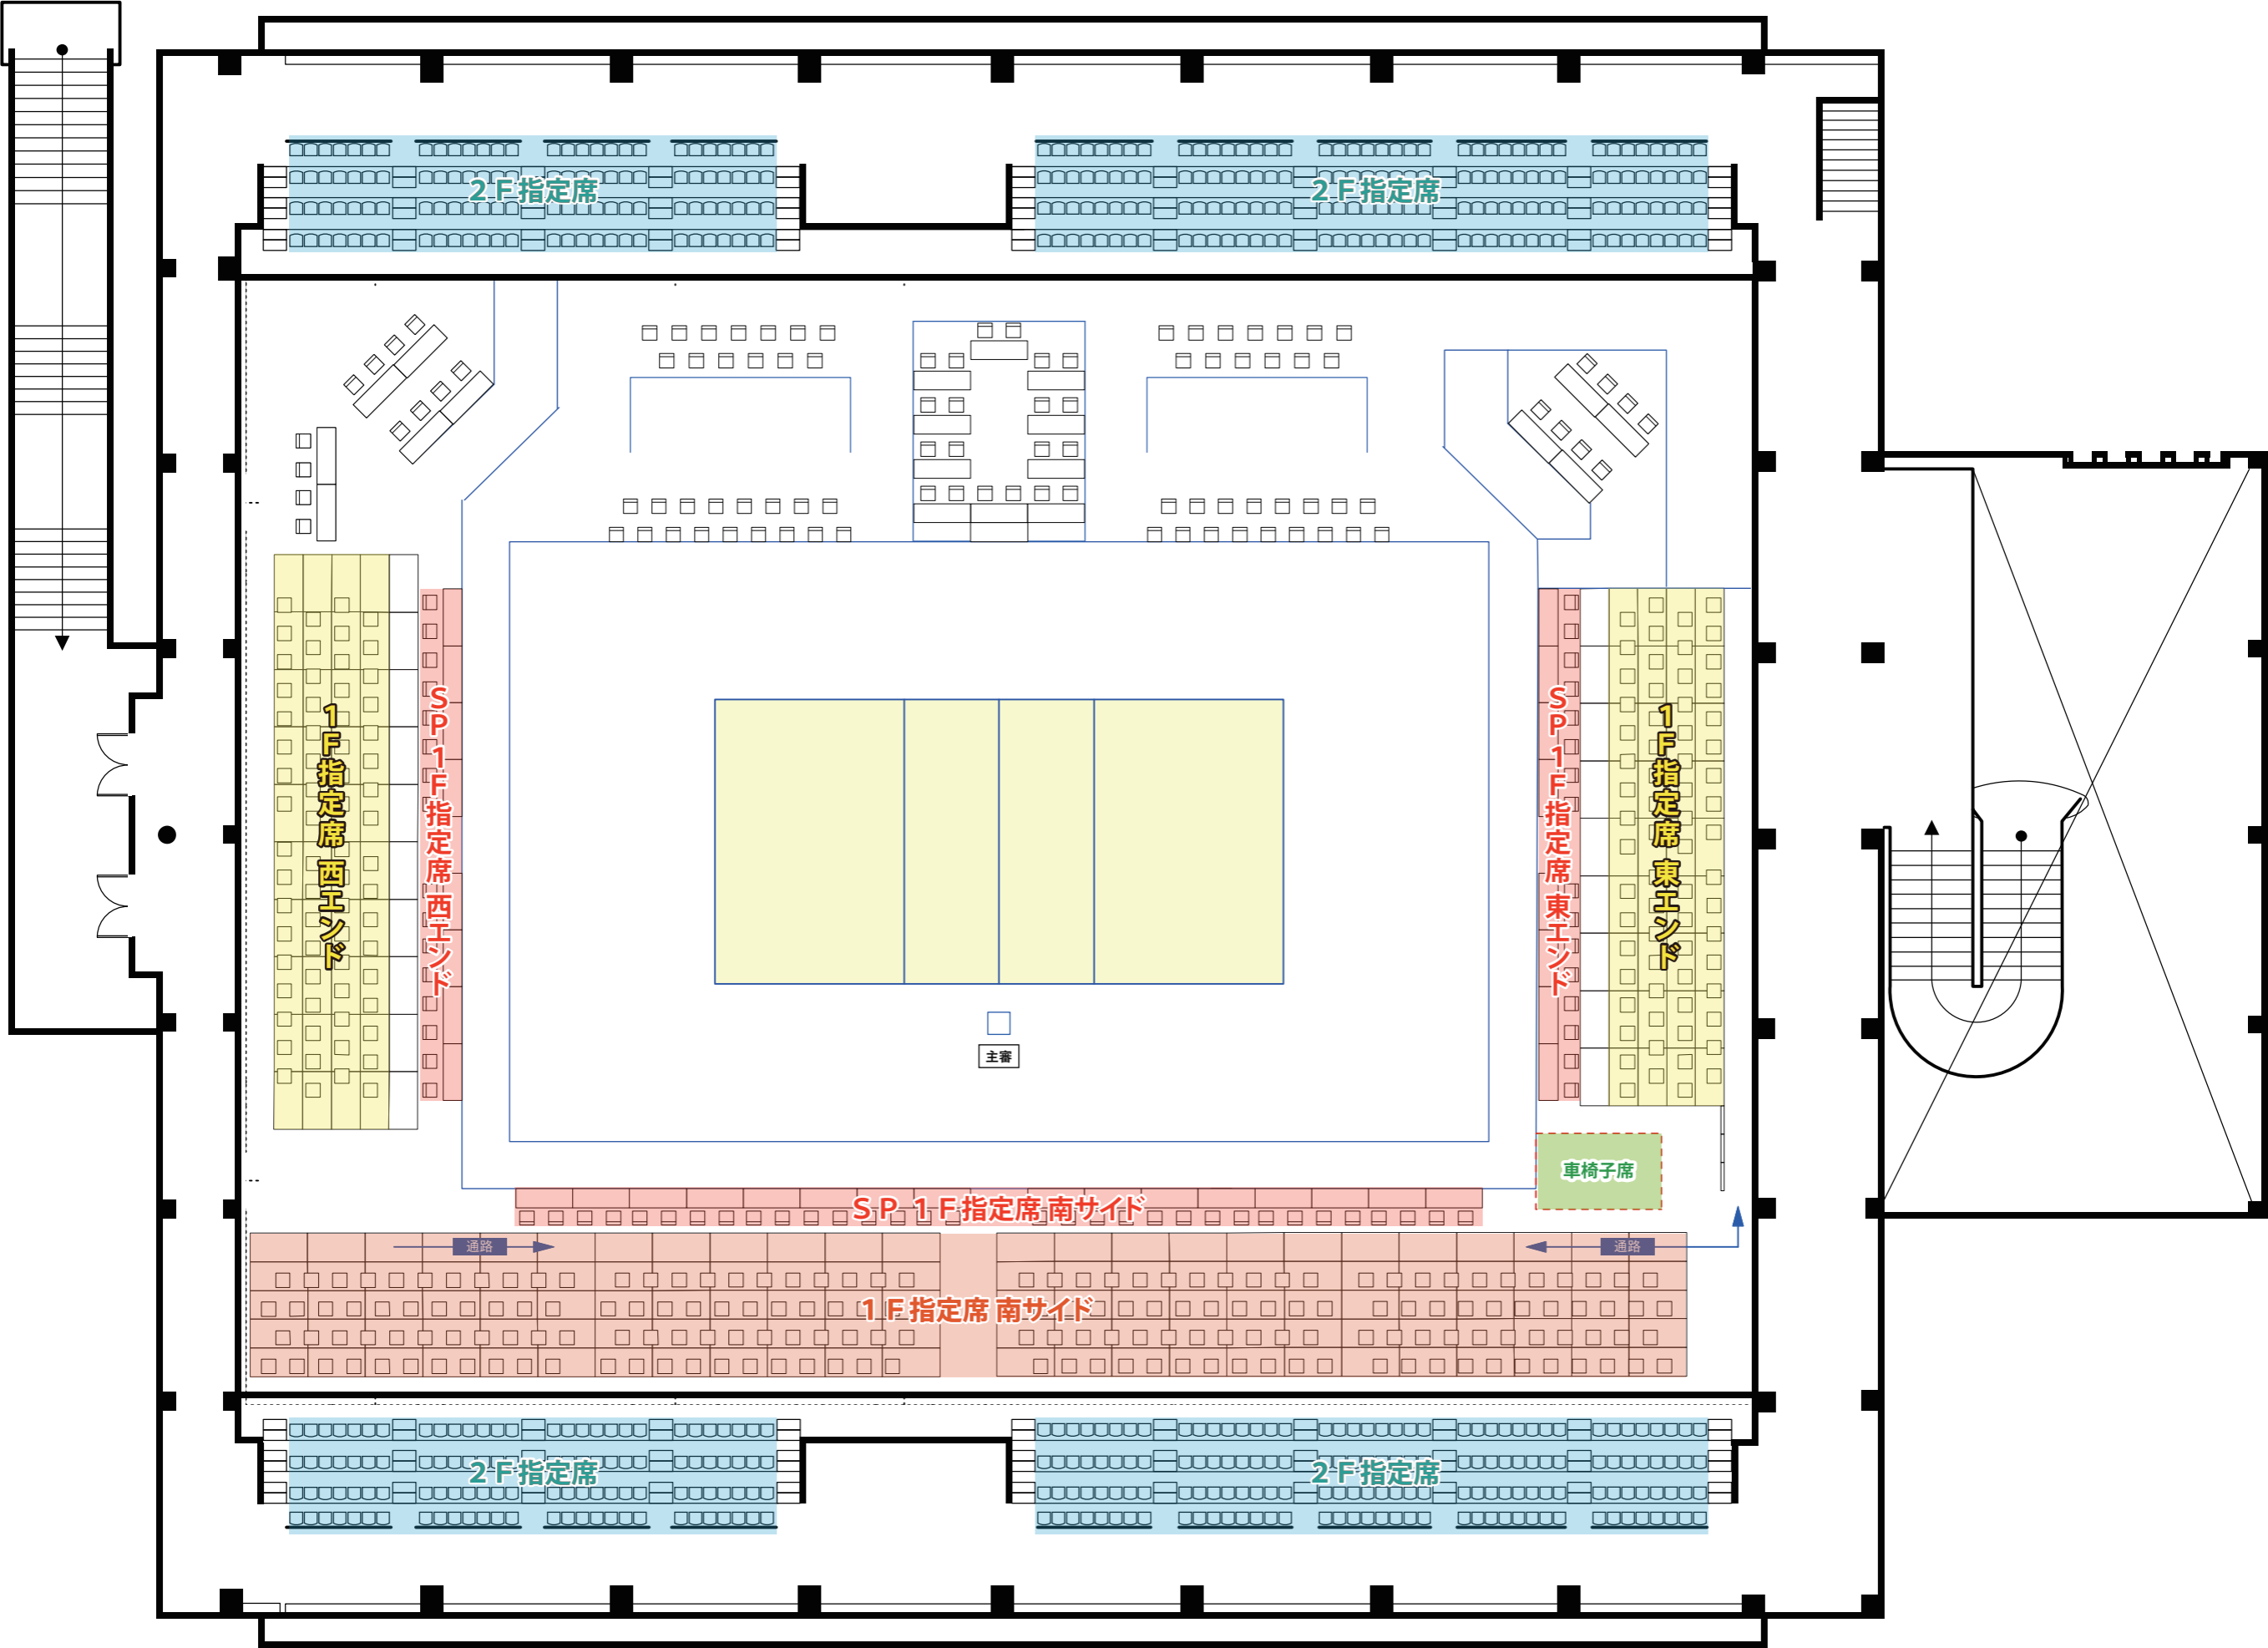 ２Ｆ指定席
２Ｆ指定席
１Ｆ指定席 西エンド
ＳＰ １Ｆ指定席 西エンド
ＳＰ １Ｆ指定席 東エンド
１Ｆ指定席 東エンド
主審
車椅子席
ＳＰ １Ｆ指定席 南サイド
通路
通路
１Ｆ指定席 南サイド
２Ｆ指定席
２Ｆ指定席